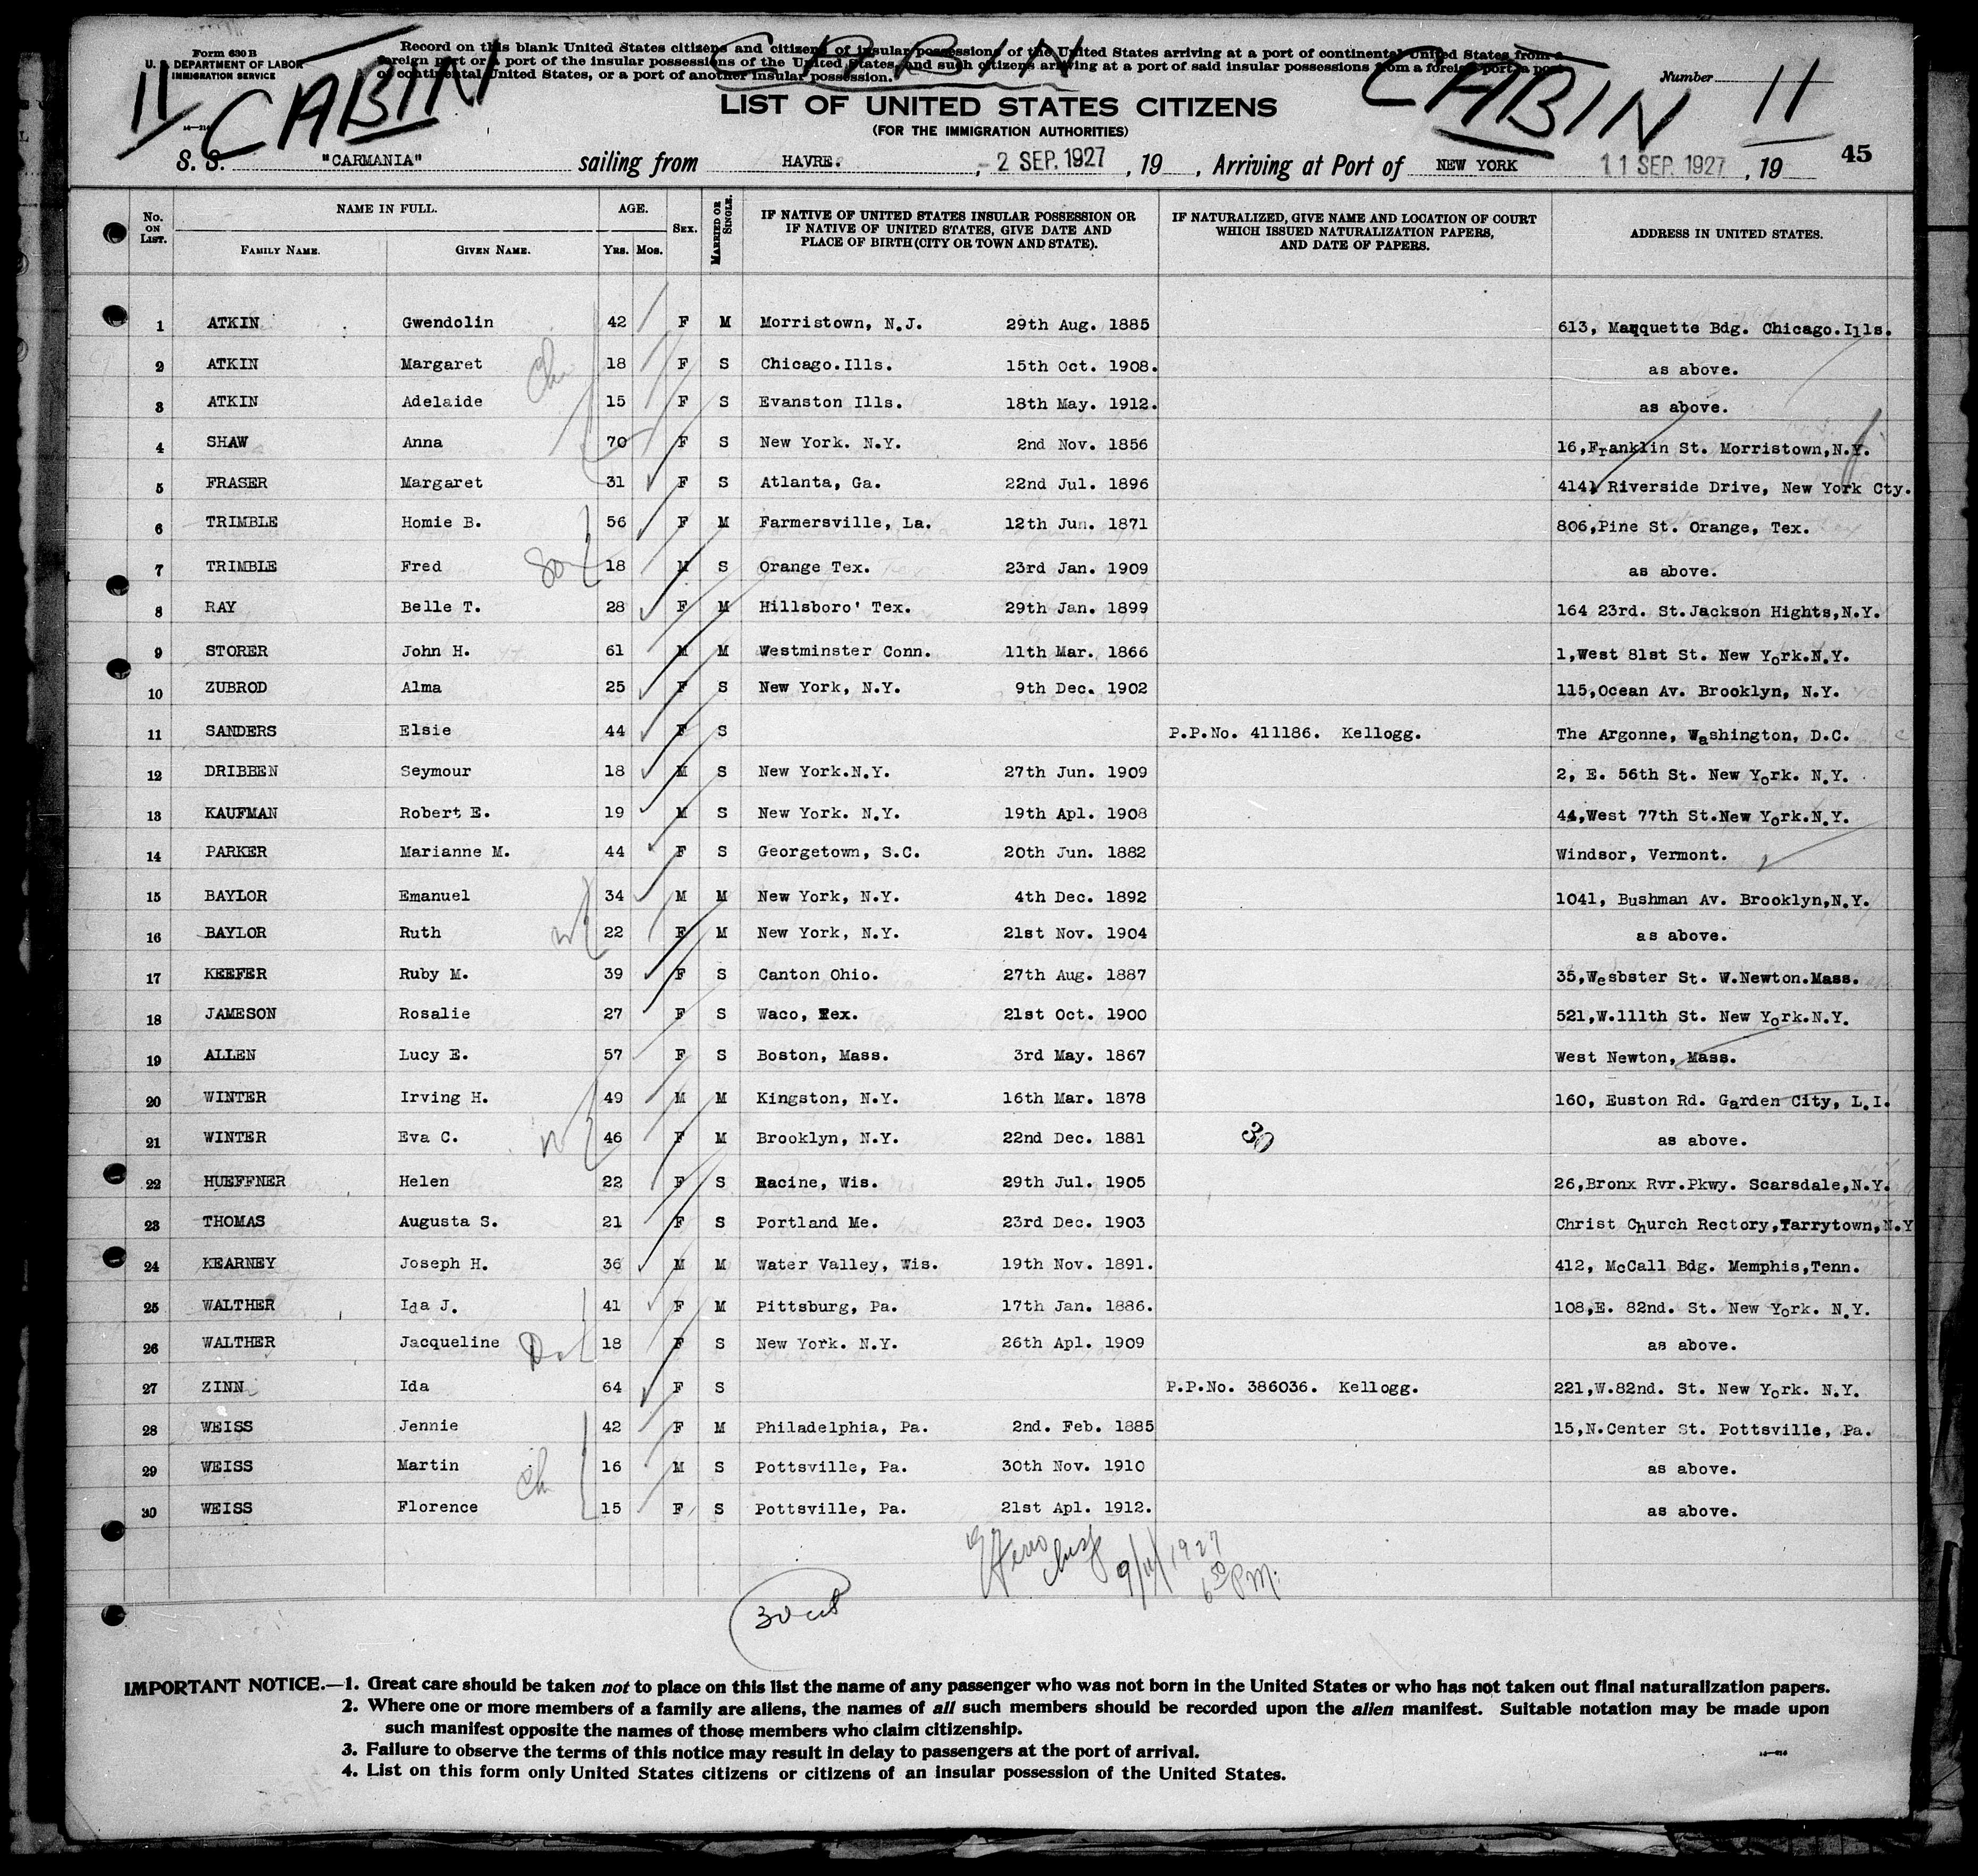 Form 630 B
U. S. DEPARTMENT OF LABOR
IMMIGRATION SERVICE
Record on this blank United States citizens and citizens of insular possessions of the United States arriving at a port of continental United States from a
foreign port or a port of the insular possessions of the United States, and such citizens arriving at a port of said insular possessions from a foreign port, a port
of continental United States, or a port of another insular possession.
11 CABIN CABIN CABIN 11
Number
LIST OF UNITED STATES CITIZENS
(FOR THE IMMIGRATION AUTHORITIES)
S. S. "CARMANIA" sailing from HAVRE. , - 2 SEP. 1927 , 19 , Arriving at Port of NEW YORK 11 SEP. 1927 , 19 45
No. ON LIST. NAME IN FULL. FAMILY NAME. GIVEN NAME. AGE. YRS. MOS. SEX. MARRIED OR SINGLE. IF NATIVE OF UNITED STATES INSULAR POSSESSION OR IF NATIVE OF UNITED STATES, GIVE DATE AND PLACE OF BIRTH (CITY OR TOWN AND STATE). IF NATURALIZED, GIVE NAME AND LOCATION OF COURT WHICH ISSUED NATURALIZATION PAPERS, AND DATE OF PAPERS. ADDRESS IN UNITED STATES.
1 ATKIN Gwendolin 42 F M Morristown, N.J. 29th Aug. 1885 613, Marquette Bdg. Chicago.Ills.
2 ATKIN Margaret Ch 18 F S Chicago.Ills. 15th Oct. 1908. as above.
3 ATKIN Adelaide 15 F S Evanston Ills. 18th May. 1912. as above.
4 SHAW Anna 70 F S New York. N.Y. 2nd Nov. 1856 16,Franklin St. Morristown,N.Y.
5 FRASER Margaret 31 F S Atlanta, Ga. 22nd Jul. 1896 4141 Riverside Drive, New York Cty.
6 TRIMBLE Homie B. 56 F M Farmersville, La. 12th Jun. 1871 806,Pine St. Orange, Tex.
7 TRIMBLE Fred So 18 M S Orange Tex. 23rd Jan. 1909 as above.
8 RAY Belle T. 28 F M Hillsboro' Tex. 29th Jan. 1899 164 23rd. St.Jackson Hights,N.Y.
9 STORER John H. 61 M M Westminster Conn. 11th Mar. 1866 1,West 81st St. New York.N.Y.
10 ZUBROD Alma 25 F S New York, N.Y. 9th Dec. 1902 115,Ocean Av. Brooklyn, N.Y.
11 SANDERS Elsie 44 F S P.P.No. 411186. Kellogg. The Argonne, Washington, D.C.
12 DRIBBEN Seymour 18 M S New York.N.Y. 27th Jun. 1909 2, E. 56th St. New York. N.Y.
13 KAUFMAN Robert E. 19 M S New York. N.Y. 19th Apl. 1908 44,West 77th St.New York.N.Y.
14 PARKER Marianne M. 44 F S Georgetown, S.C. 20th Jun. 1882 Windsor, Vermont.
15 BAYLOR Emanuel 34 M M New York, N.Y. 4th Dec. 1892 1041, Bushman Av. Brooklyn,N.Y.
16 BAYLOR Ruth 22 F M New York, N.Y. 21st Nov. 1904 as above.
17 KEEFER Ruby M. 39 F S Canton Ohio. 27th Aug. 1887 35,Wesbster St. W.Newton.Mass.
18 JAMESON Rosalie 27 F S Waco, Tex. 21st Oct. 1900 521,W.111th St. New York.N.Y.
19 ALLEN Lucy E. 57 F S Boston, Mass. 3rd May. 1867 West Newton, Mass.
20 WINTER Irving H. 49 M M Kingston, N.Y. 16th Mar. 1878 160, Euston Rd. Garden City, L.I.
21 WINTER Eva C. 46 F M Brooklyn, N.Y. 22nd Dec. 1881 30 as above.
22 HUEFFNER Helen 22 F S Racine, Wis. 29th Jul. 1905 26,Bronx Rvr.Pkwy. Scarsdale,N.Y.
23 THOMAS Augusta S. 21 F S Portland Me. 23rd Dec. 1903 Christ Church Rectory,Tarrytown,N.Y
24 KEARNEY Joseph H. 36 M M Water Valley, Wis. 19th Nov. 1891. 412, McCall Bdg. Memphis,Tenn.
25 WALTHER Ida J. 41 F M Pittsburg, Pa. 17th Jan. 1886. 108,E. 82nd. St. New York. N.Y.
26 WALTHER Jacqueline Da 18 F S New York. N.Y. 26th Apl. 1909 as above.
27 ZINN Ida 64 F S P.P.No. 386036. Kellogg. 221,W.82nd. St. New York. N.Y.
28 WEISS Jennie 42 F M Philadelphia, Pa. 2nd. Feb. 1885 15,N.Center St. Pottsville, Pa.
29 WEISS Martin Ch 16 M S Pottsville, Pa. 30th Nov. 1910 as above.
30 WEISS Florence 15 F S Pottsville, Pa. 21st Apl. 1912. as above.
9/11/1927
6 50 P.M.
30
IMPORTANT NOTICE.—1. Great care should be taken not to place on this list the name of any passenger who was not born in the United States or who has not taken out final naturalization papers.
2. Where one or more members of a family are aliens, the names of all such members should be recorded upon the alien manifest. Suitable notation may be made upon
such manifest opposite the names of those members who claim citizenship.
3. Failure to observe the terms of this notice may result in delay to passengers at the port of arrival.
4. List on this form only United States citizens or citizens of an insular possession of the United States.